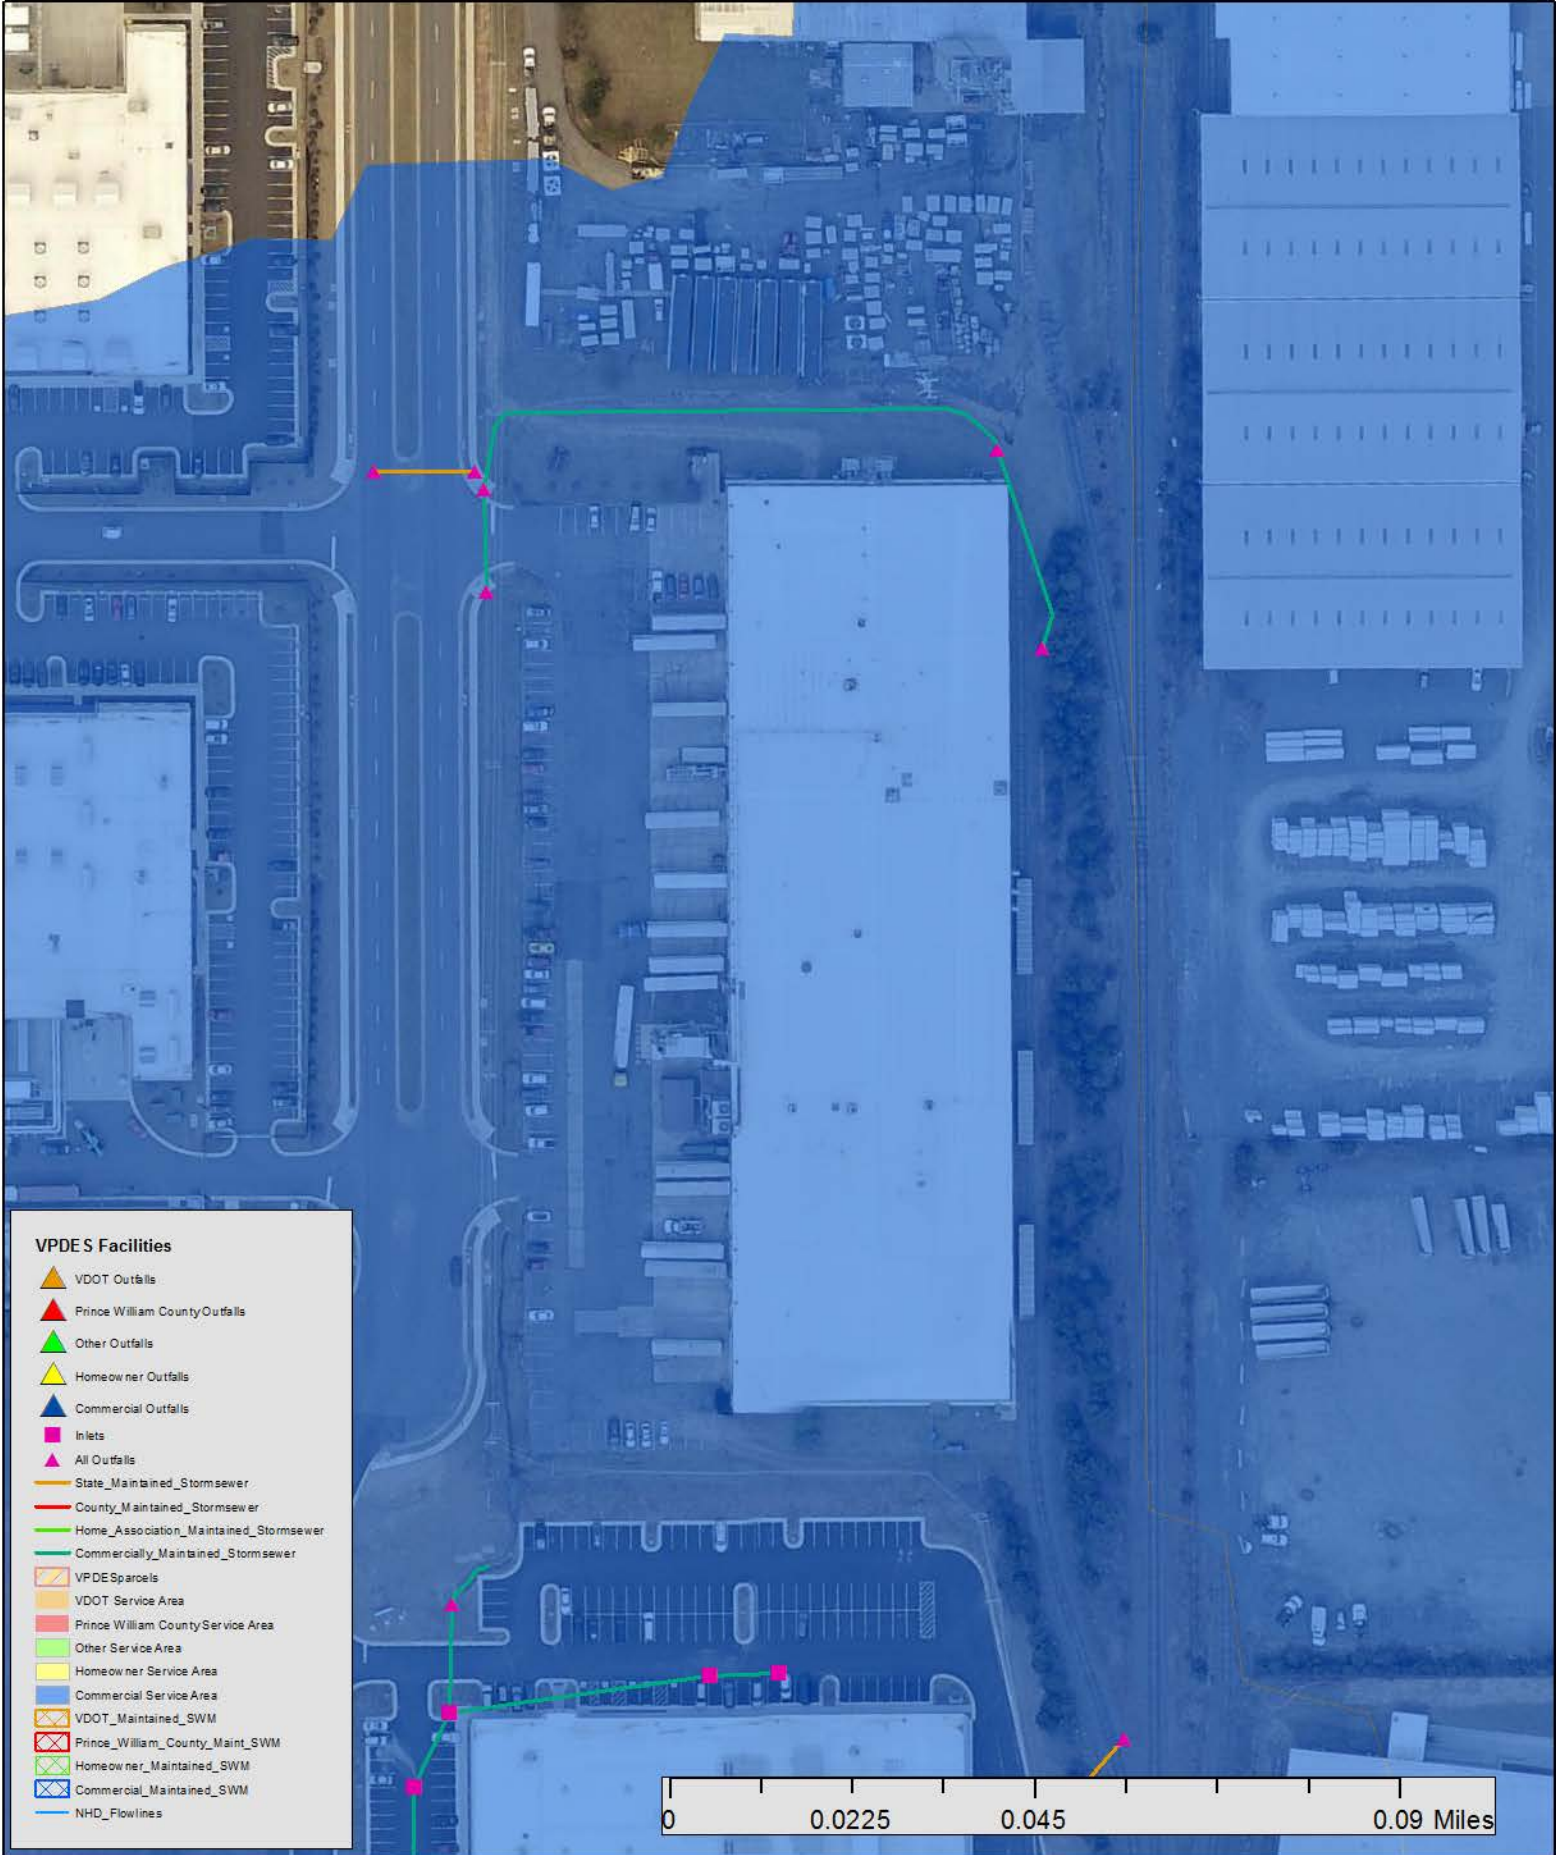 VPDES Facilities
VDOT Outfalls
Prince William County Outfalls
Other Outfalls
Homeowner Outfalls
Commercial Outfalls
Inlets
All Outfalls
State_Maintained_Stormsewer
County_Maintained_Stormsewer
Home_Association_Maintained_Stormsewer
Commercially_Maintained_Stormsewer
VPDESparcels
VDOT Service Area
Prince William County Service Area
Other Service Area
Homeowner Service Area
Commercial Service Area
VDOT_Maintained_SWM
Prince_William_County_Maint_SWM
Homeowner_Maintained_SWM
Commercial_Maintained_SWM
NHD_Flowlines
0 0.0225 0.045 0.09 Miles